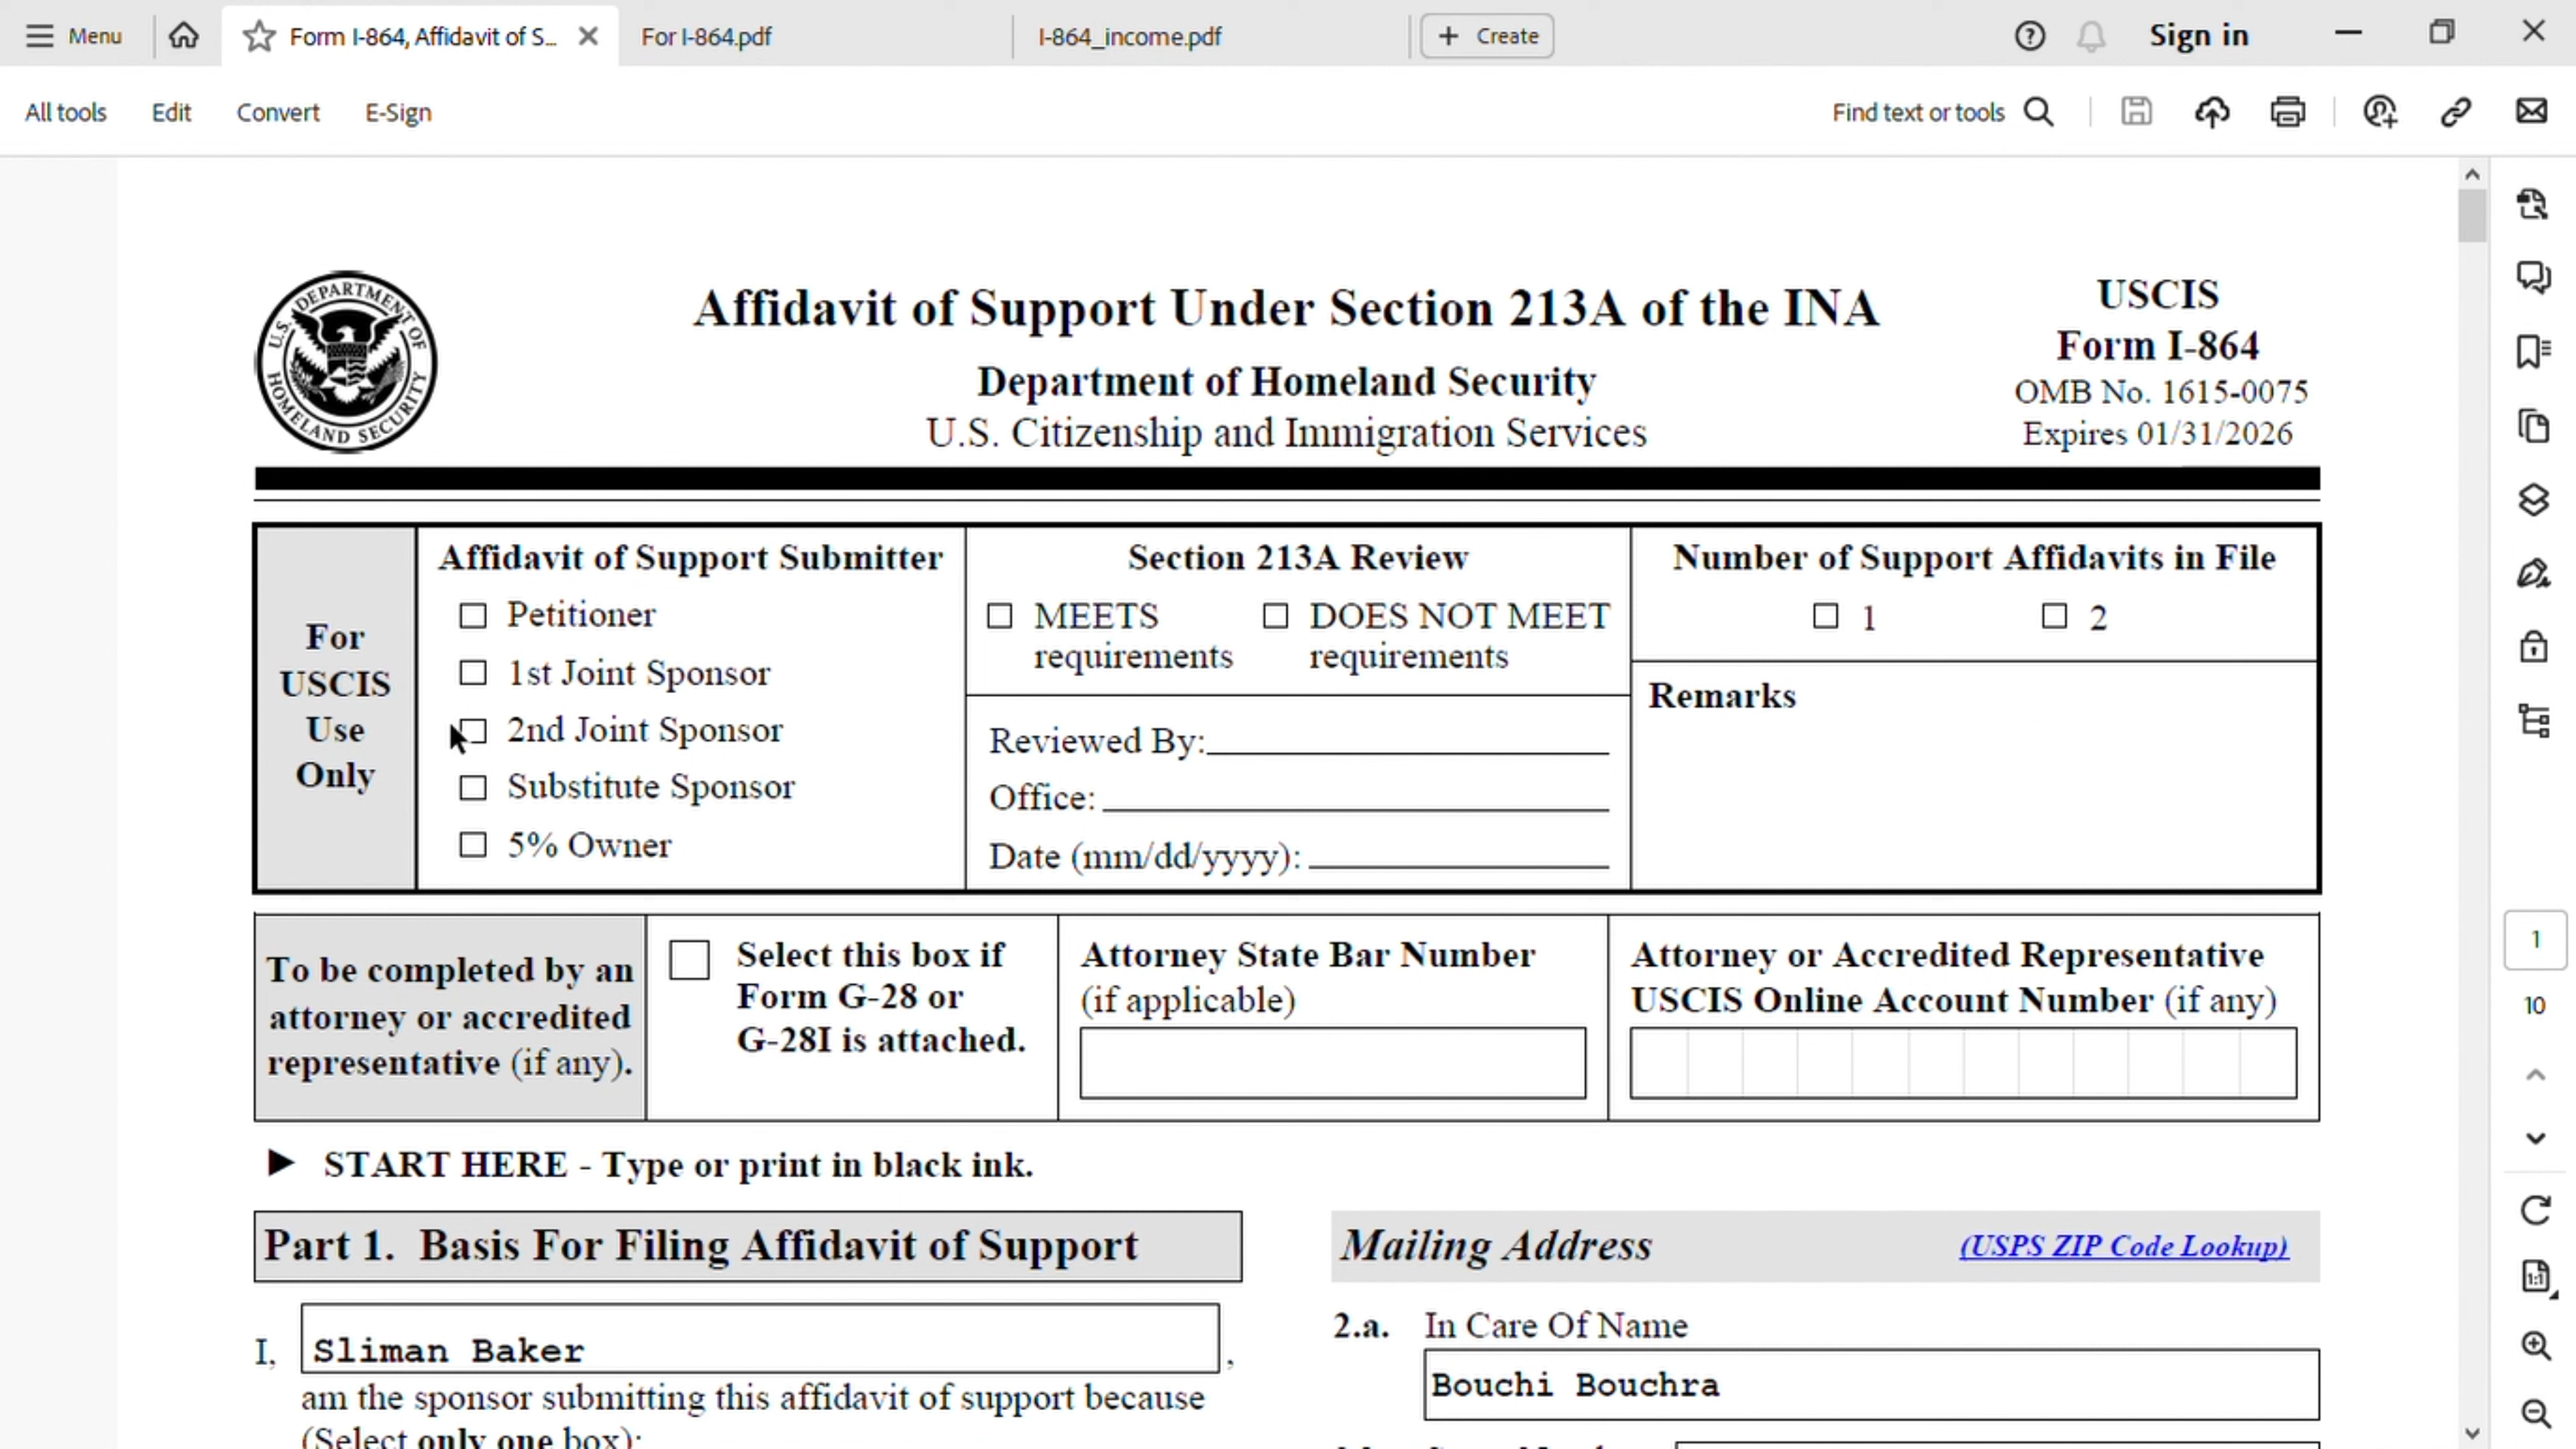 Menu
Form I-864, Affidavit of S...
For I-864.pdf
I-864_income.pdf
Create
Sign in
All tools
Edit
Convert
E-Sign
Find text or tools
U.S. DEPARTMENT OF HOMELAND SECURITY
Affidavit of Support Under Section 213A of the INA
Department of Homeland Security
U.S. Citizenship and Immigration Services
USCIS
Form I-864
OMB No. 1615-0075
Expires 01/31/2026
For
USCIS
Use
Only
Affidavit of Support Submitter
Petitioner
1st Joint Sponsor
2nd Joint Sponsor
Substitute Sponsor
5% Owner
Section 213A Review
MEETS
requirements
DOES NOT MEET
requirements
Reviewed By:
Office:
Date (mm/dd/yyyy):
Number of Support Affidavits in File
1
2
Remarks
To be completed by an
attorney or accredited
representative (if any).
Select this box if
Form G-28 or
G-28I is attached.
Attorney State Bar Number
(if applicable)
Attorney or Accredited Representative
USCIS Online Account Number (if any)
► START HERE - Type or print in black ink.
Part 1. Basis For Filing Affidavit of Support
I, Sliman Baker ,
am the sponsor submitting this affidavit of support because
(Select only one box):
Mailing Address
(USPS ZIP Code Lookup)
2.a. In Care Of Name
Bouchi Bouchra
1
10
1:1